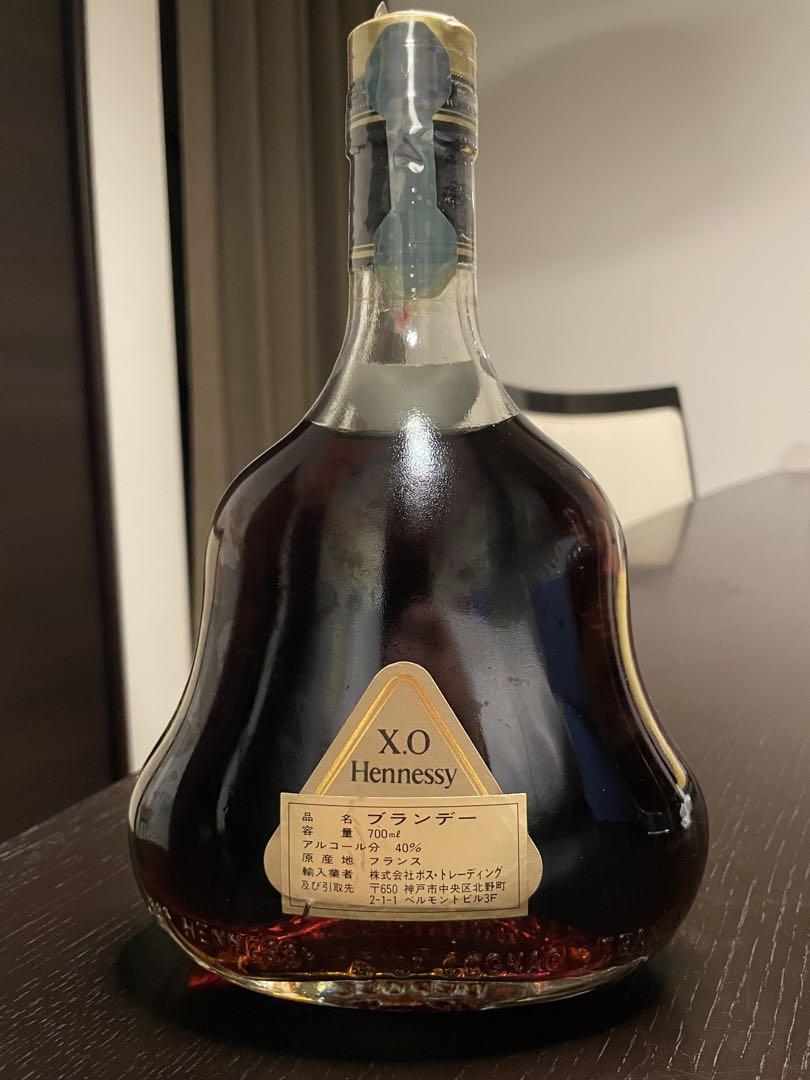 X.O
Hennessy
品名 ブランデー
容量 700ml
アルコール分 40%
原産地 フランス
輸入業者 株式会社ボス・トレーディング
及び引取先 〒650 神戸市中央区北野町
2-1-1 ベルモントビル3F
HENNESSY COGNAC